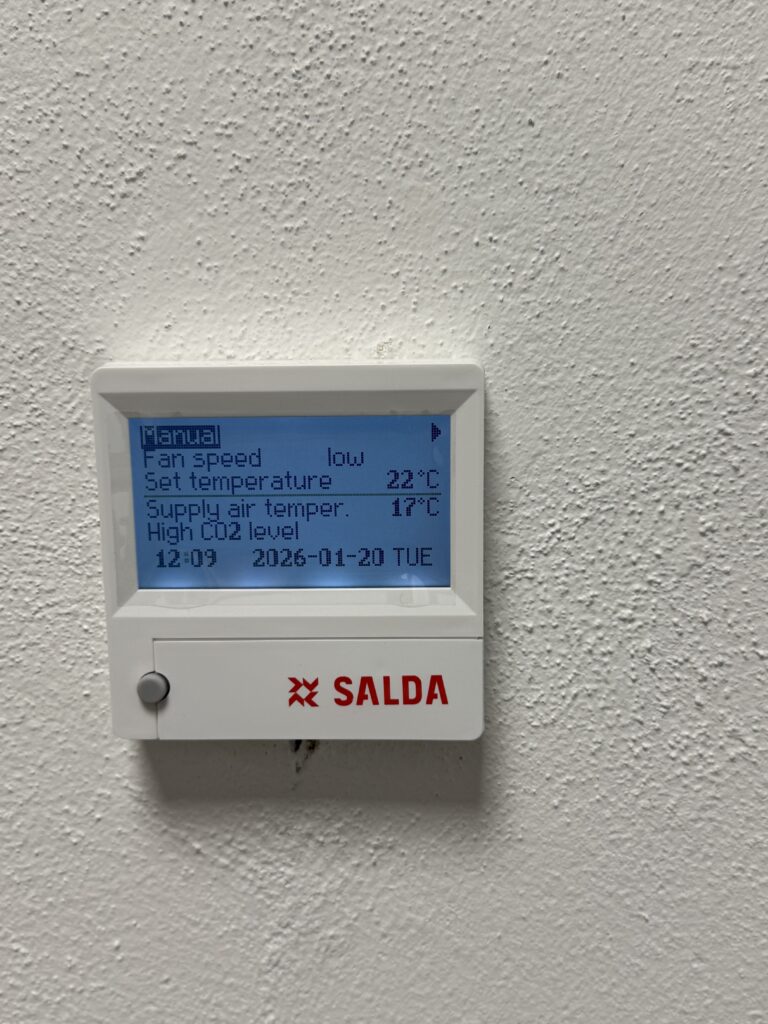 Manual
Fan speed low
Set temperature 22°C
Supply air temper. 17°C
High CO2 level
12:09 2026-01-20 TUE
SALDA